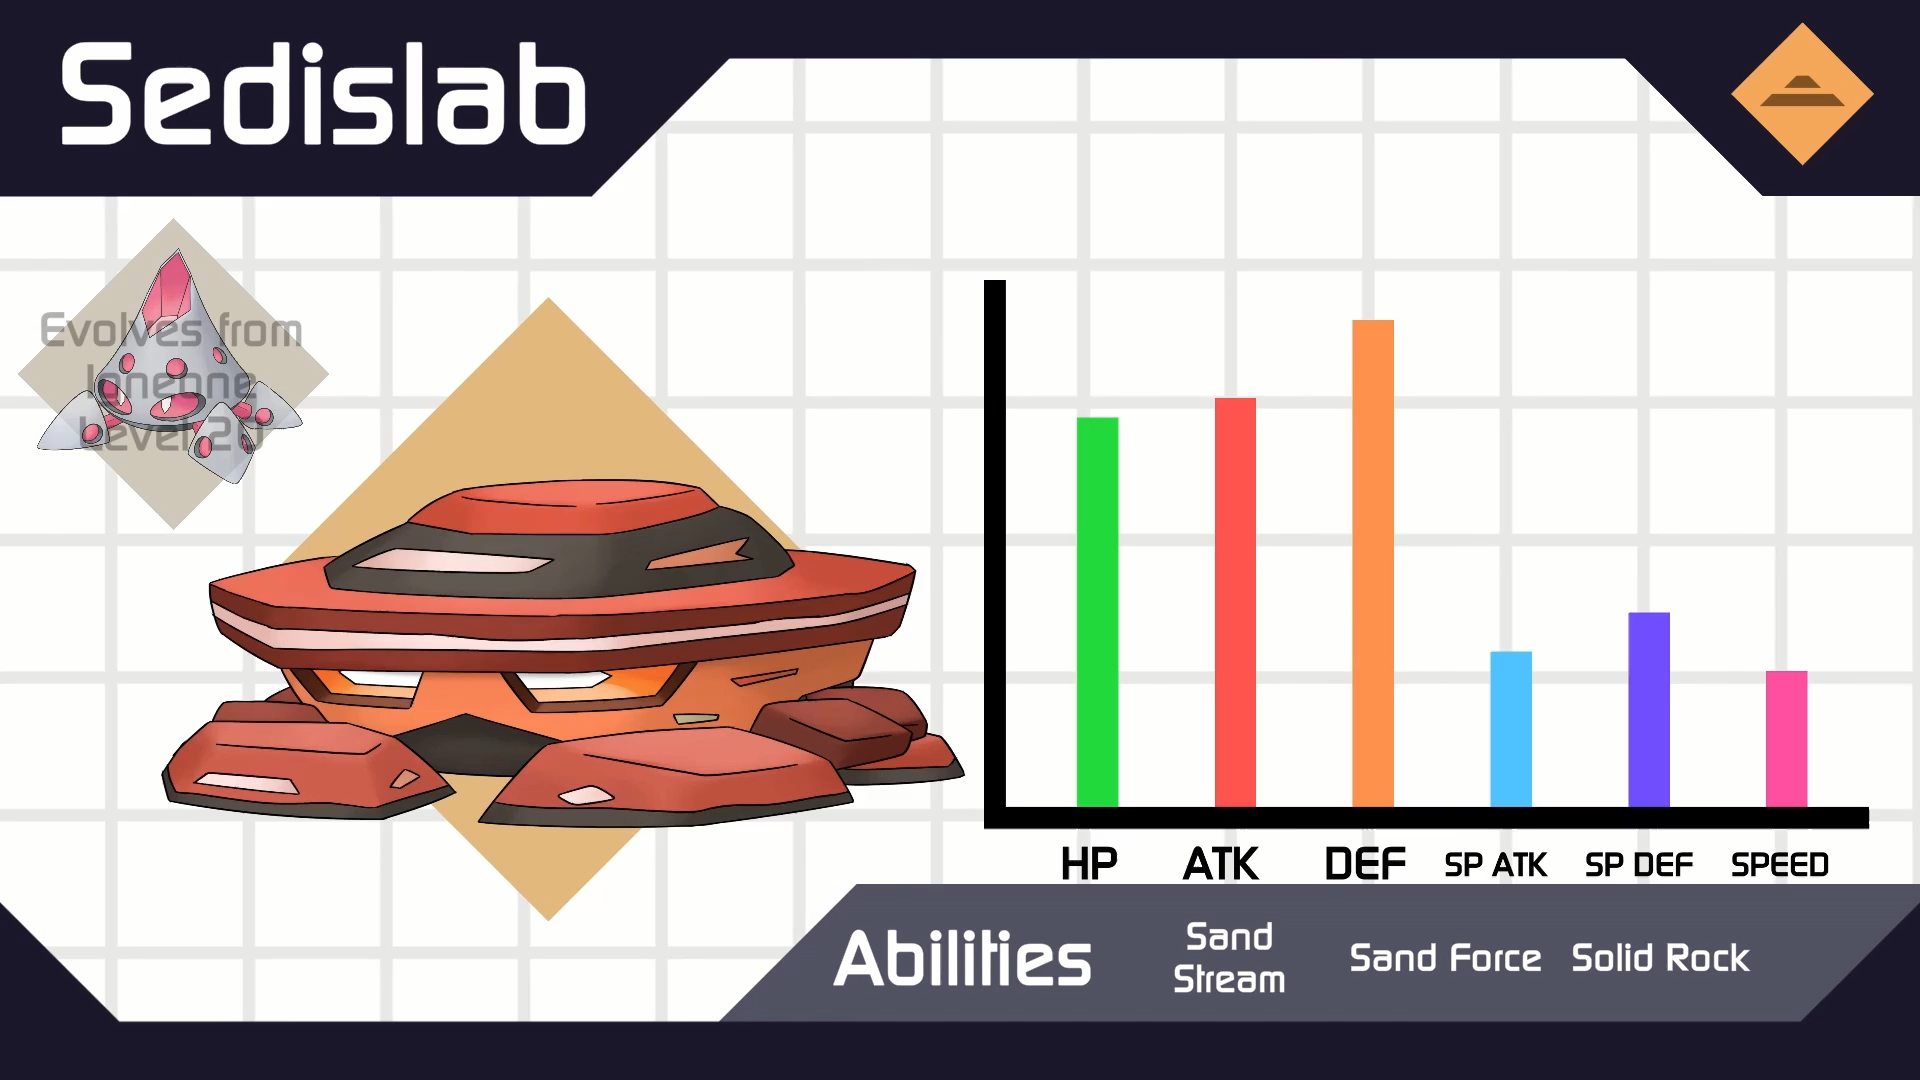 Sedislab
Evolves from
Level 20
HP ATK DEF SP ATK SP DEF SPEED
Abilities
Sand
Stream
Sand Force
Solid Rock